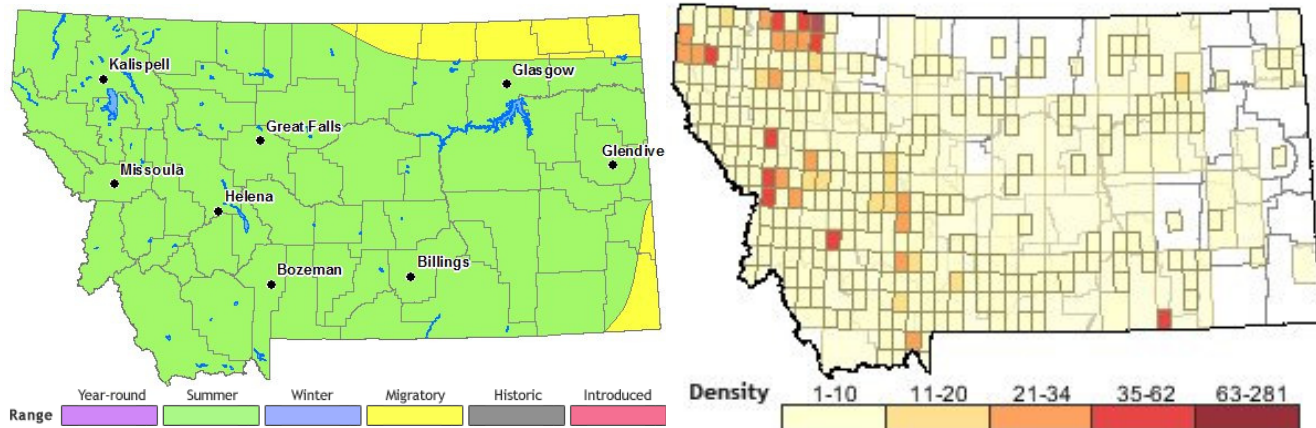 Kalispell
Glasgow
Great Falls
Glendive
Missoula
Helena
Bozeman
Billings
Range
Year-round
Summer
Winter
Migratory
Historic
Introduced
Density
1-10
11-20
21-34
35-62
63-281